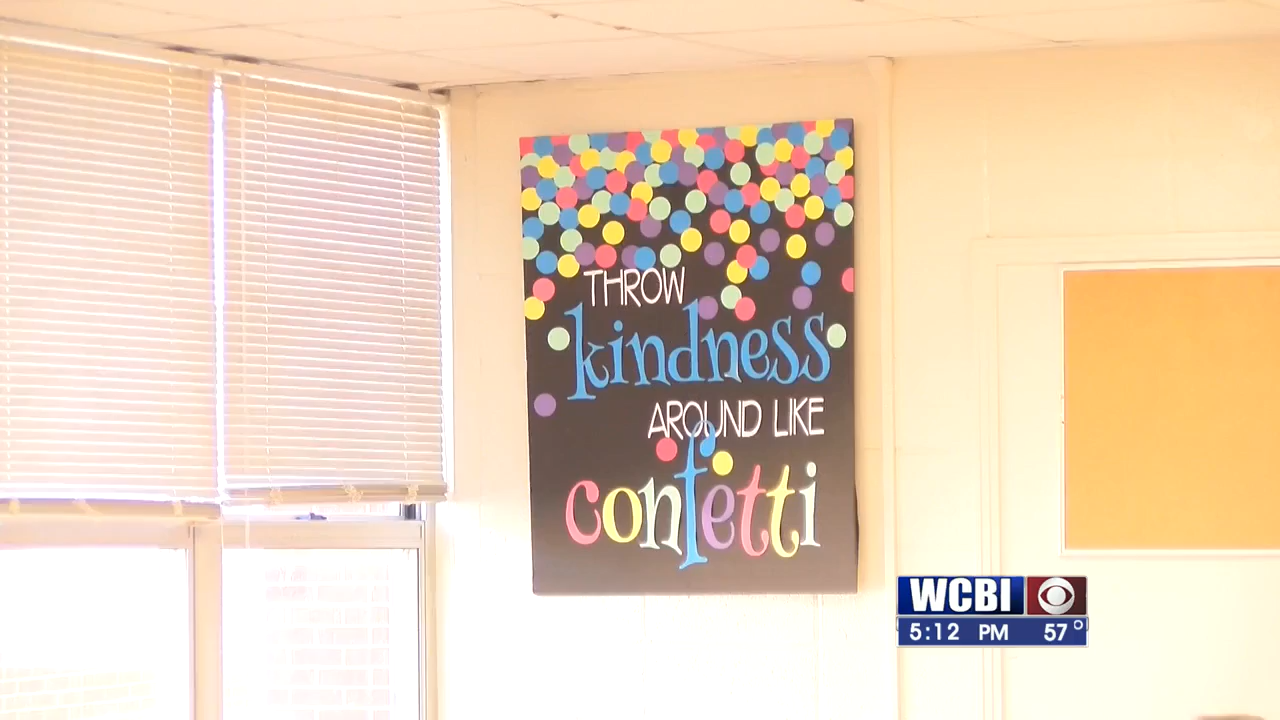 THROW
kindness
AROUND LIKE
confetti
WCBI
5:12 PM 57°